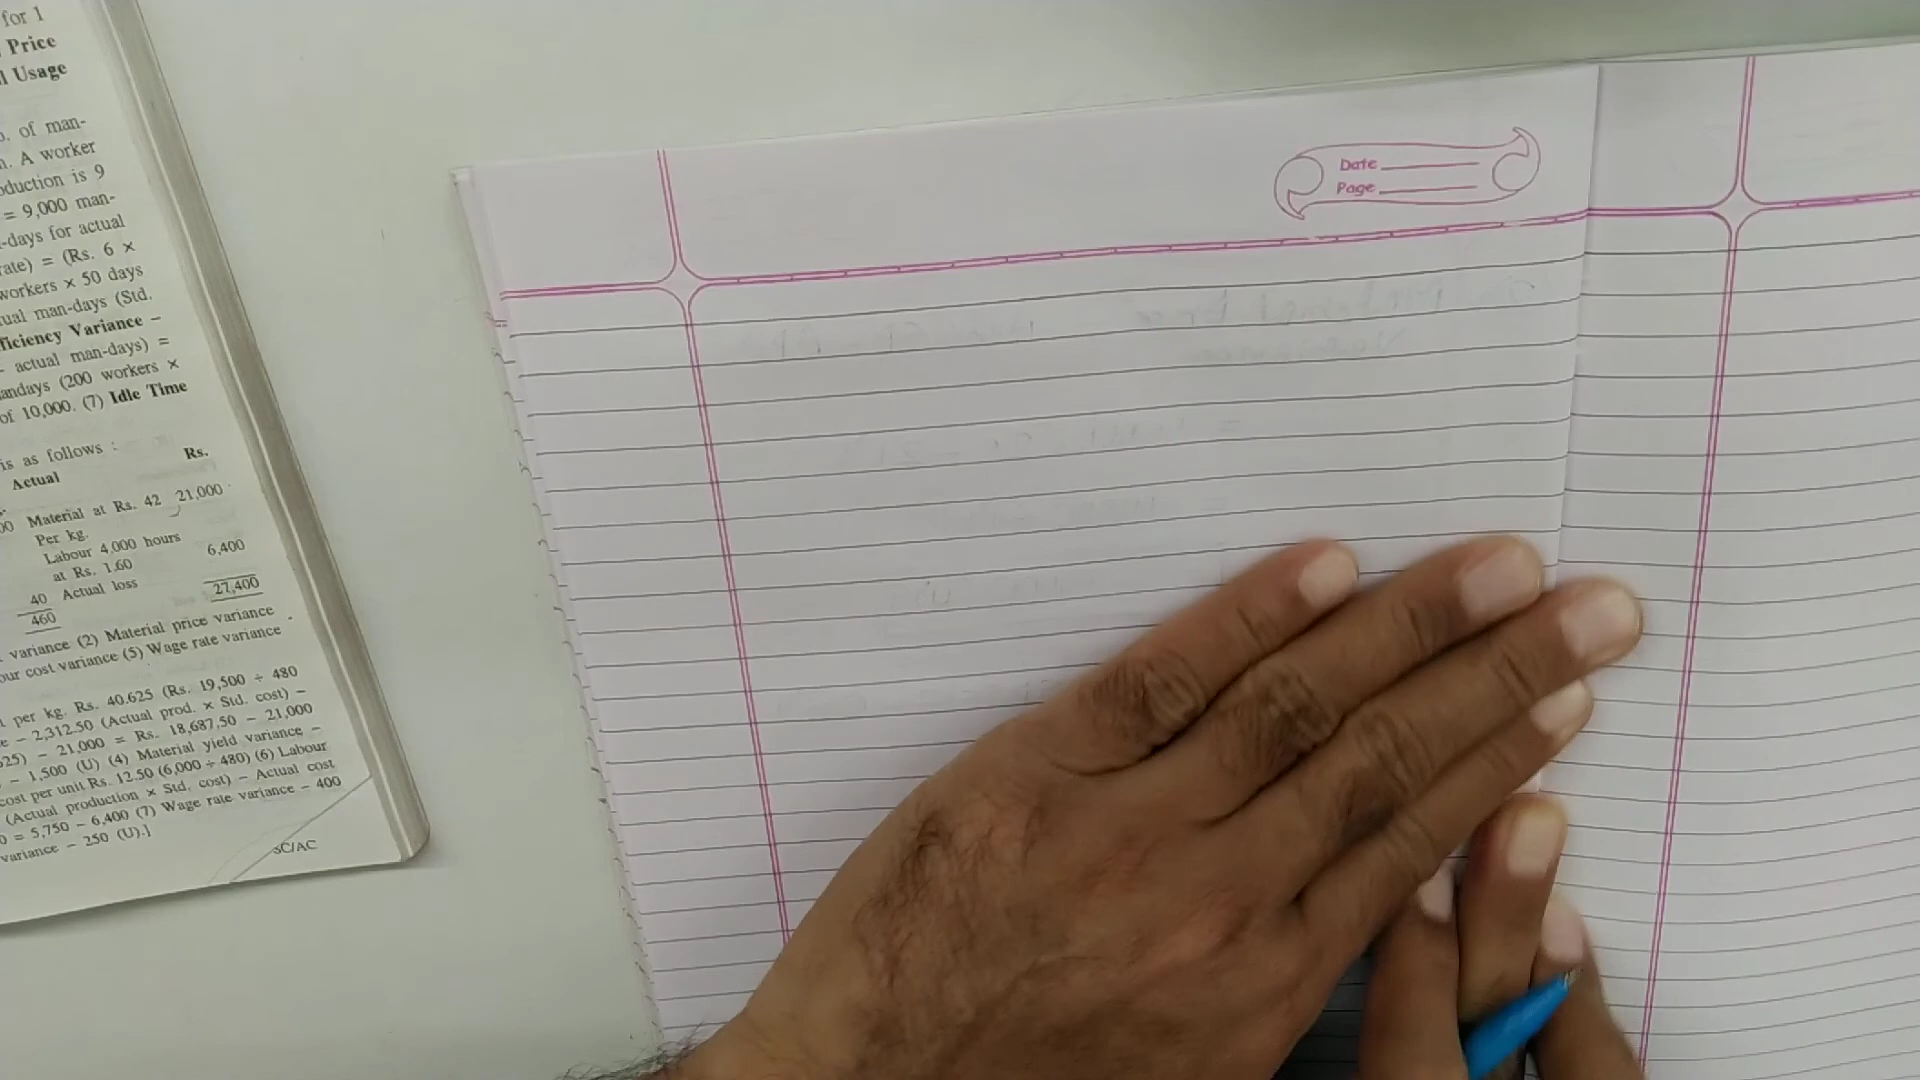 for 1
Price
Usage
of man-
A worker
duction is 9
= 9,000 man-
-days for actual
rate) = (Rs. 6 ×
workers × 50 days
ual man-days (Std.
ficiency Variance –
– actual man-days) =
andays (200 workers ×
of 10,000. (7) Idle Time
is as follows :
Rs.
Actual
00 Material at Rs. 42 21,000
Per kg.
Labour 4,000 hours
at Rs. 1.60 6,400
40 Actual loss
460 27,400
variance (2) Material price variance
our cost variance (5) Wage rate variance
per kg. Rs. 40.625 (Rs. 19,500 ÷ 480
e – 2,312.50 (Actual prod. × Std. cost) –
25) – 21,000 = Rs. 18,687.50 – 21,000
– 1,500 (U) (4) Material yield variance –
cost per unit Rs. 12.50 (6,000 ÷ 480) (6) Labour
(Actual production × Std. cost) – Actual cost
0 = 5,750 – 6,400 (7) Wage rate variance – 400
variance – 250 (U).]
SC/AC
Date
Page